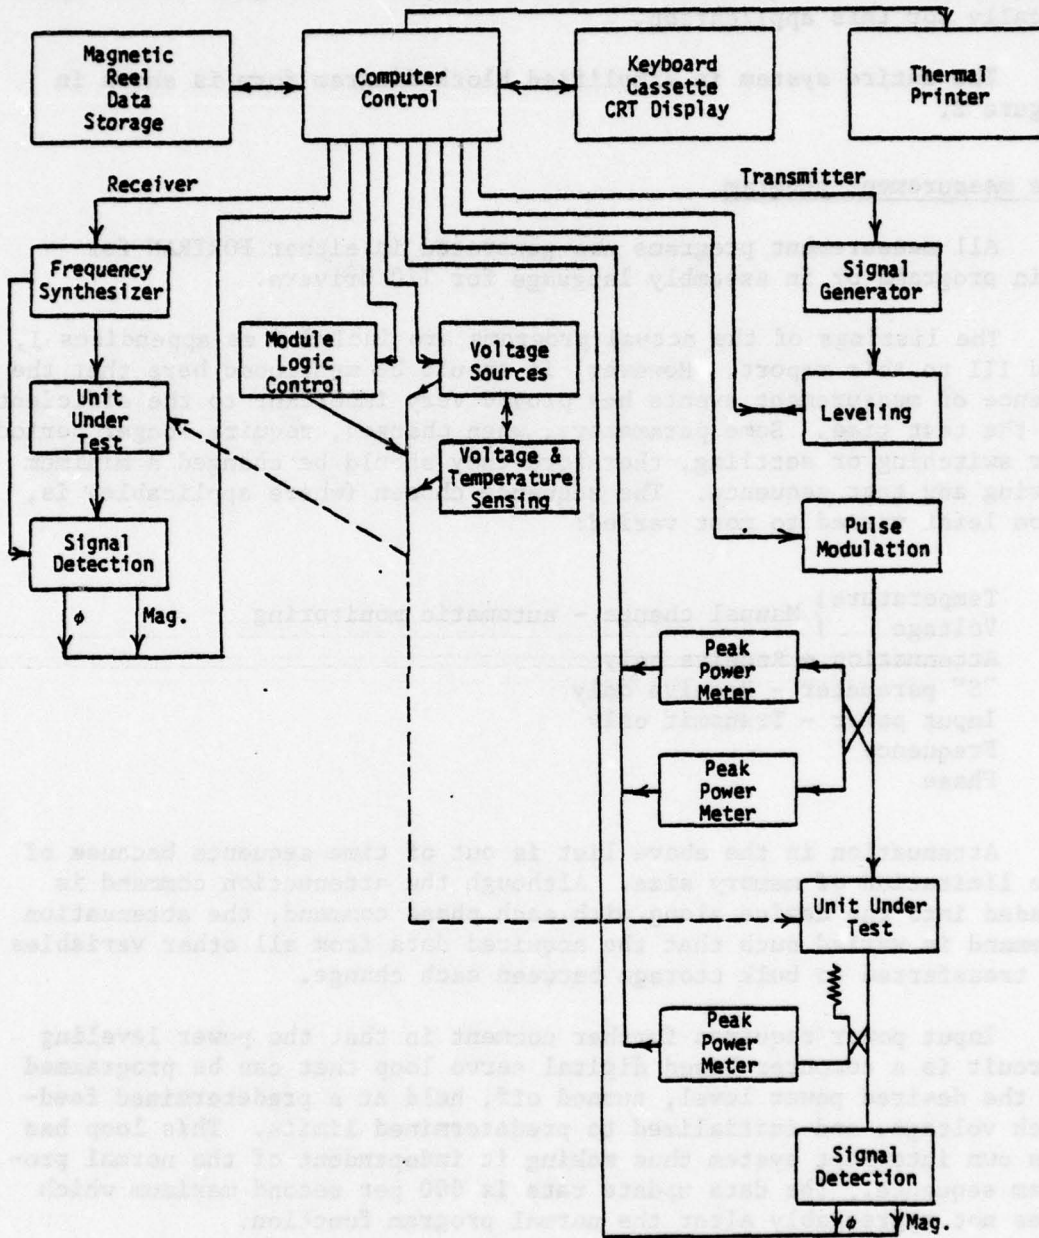 Magnetic
Reel
Data
Storage
Computer
Control
Keyboard
Cassette
CRT Display
Thermal
Printer
Receiver
Transmitter
Frequency
Synthesizer
Signal
Generator
Module
Logic
Control
Voltage
Sources
Unit
Under
Test
Leveling
Voltage &
Temperature
Sensing
Signal
Detection
Pulse
Modulation
φ
Mag.
Peak
Power
Meter
Peak
Power
Meter
Unit Under
Test
Peak
Power
Meter
Signal
Detection
φ
Mag.